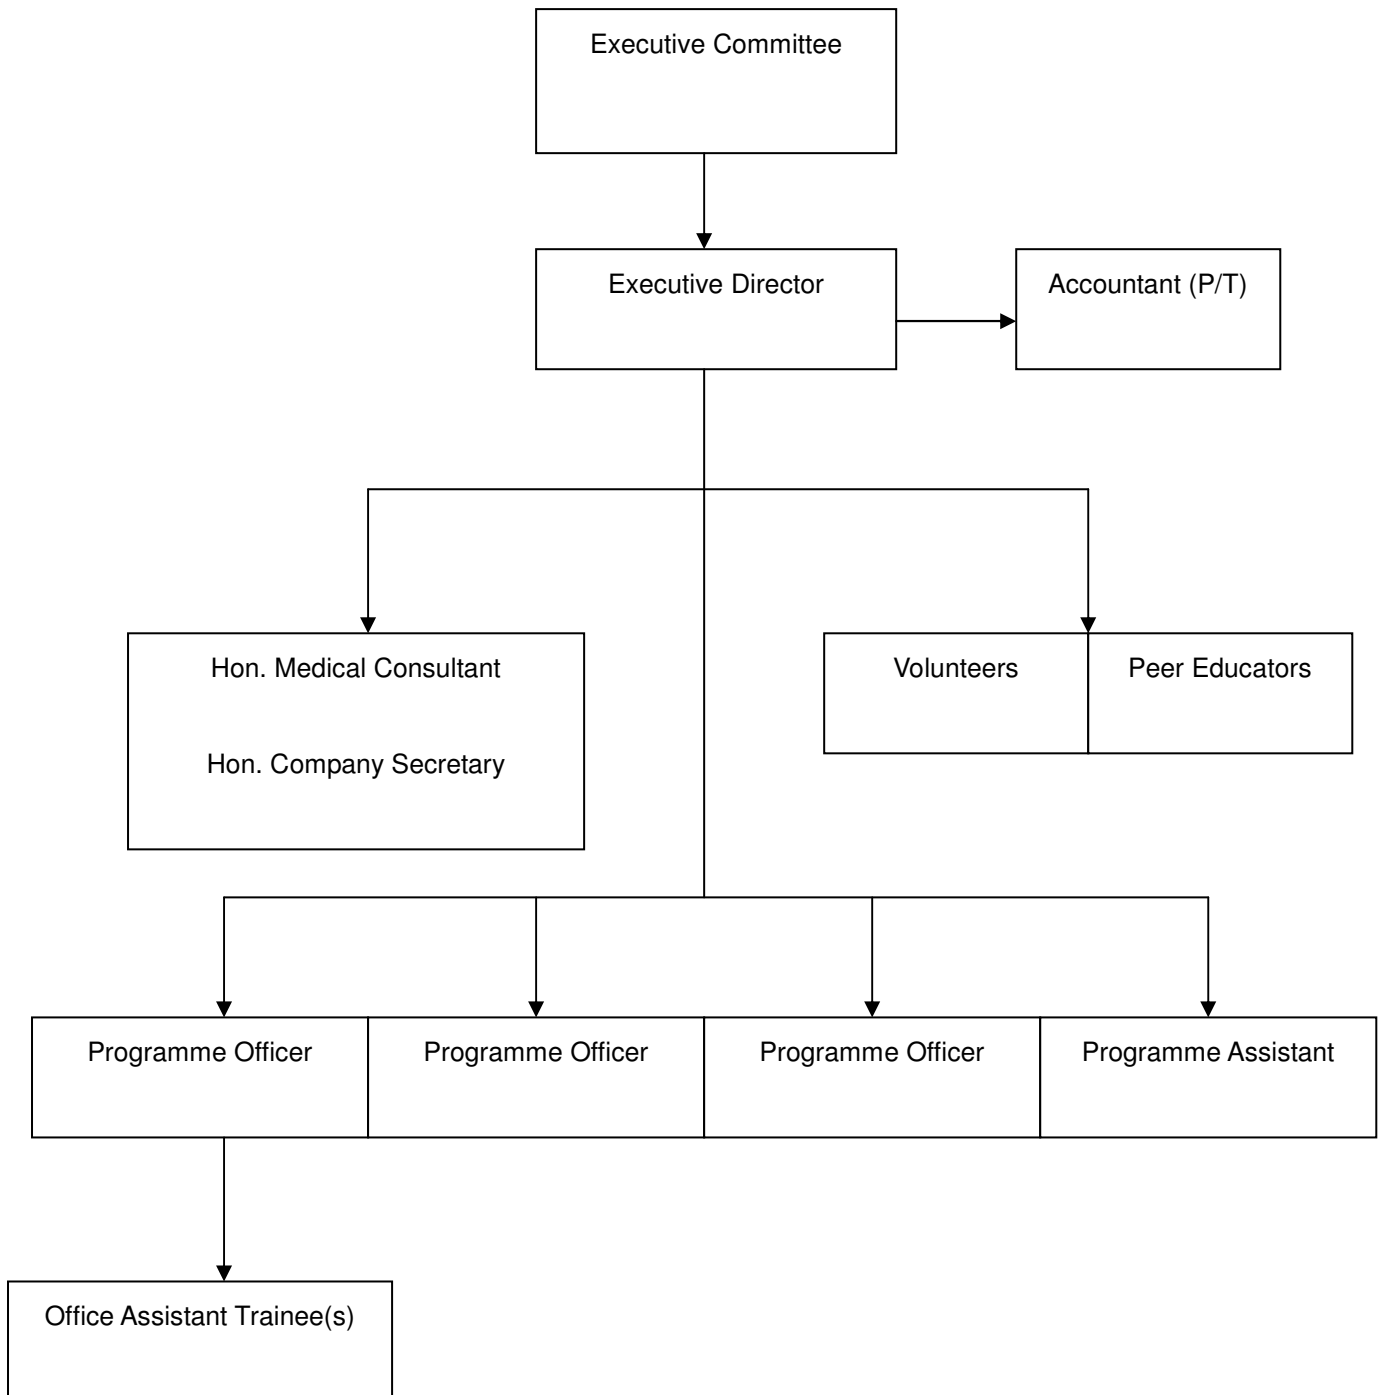 Executive Committee
Executive Director
Accountant (P/T)
Hon. Medical Consultant
Hon. Company Secretary
Volunteers
Peer Educators
Programme Officer
Programme Officer
Programme Officer
Programme Assistant
Office Assistant Trainee(s)